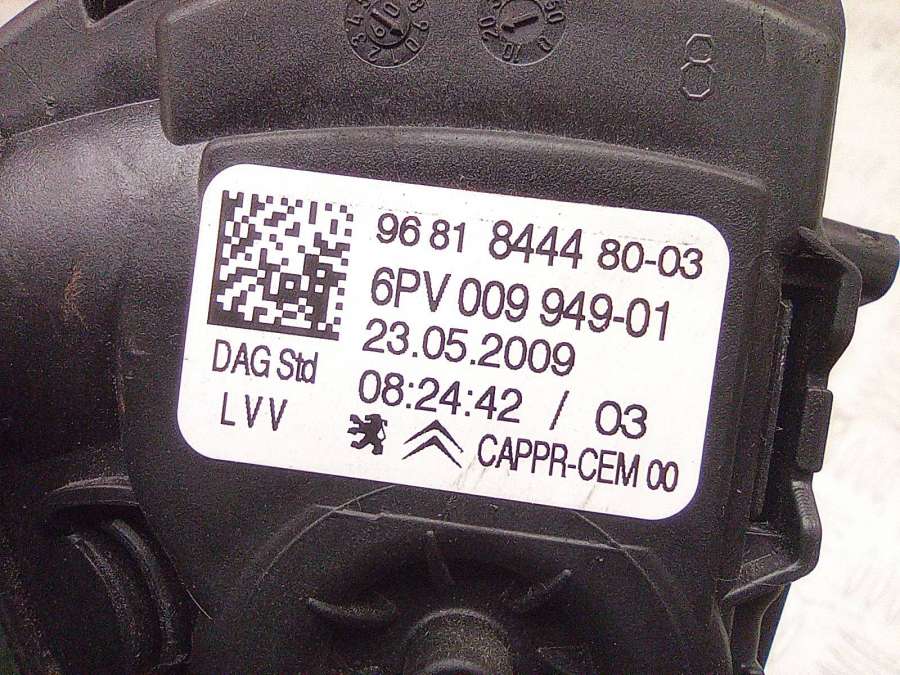 8
96 81 8444 80-03
6PV 009 949-01
23.05.2009
DAG Std
08:24:42 / 03
LVV
CAPPR-CEM 00